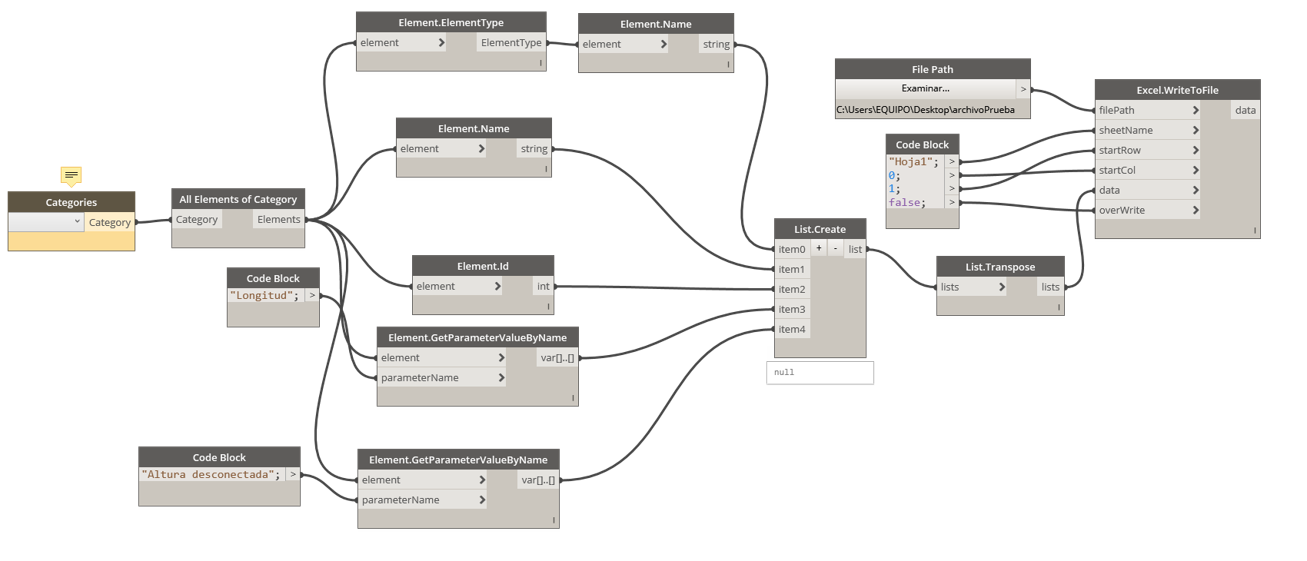 Element.ElementType
element > ElementType
Element.Name
element > string
File Path
Examinar... >
C:\Users\EQUIPO\Desktop\archivoPrueba
Excel.WriteToFile
filePath > data
sheetName >
startRow >
startCol >
data >
overWrite >
Code Block
"Hoja1"; >
0; >
1; >
false; >
Element.Name
element > string
Categories
Category
All Elements of Category
Category Elements
List.Create
item0 + - list
item1
item2
item3
item4
null
List.Transpose
lists > lists
Element.Id
element > int
Code Block
"Longitud"; >
Element.GetParameterValueByName
element > var[]..[]
parameterName >
Code Block
"Altura desconectada"; >
Element.GetParameterValueByName
element > var[]..[]
parameterName >